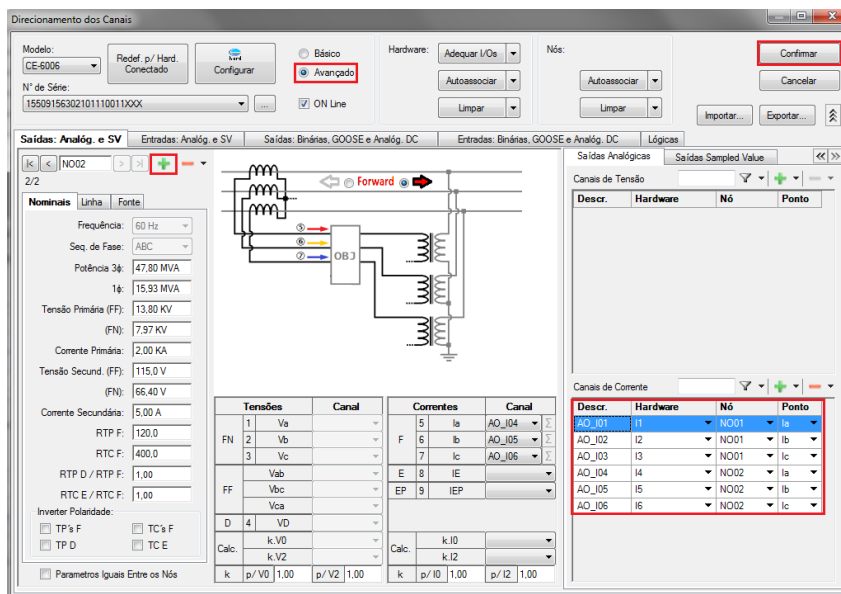 Direcionamento dos Canais
Modelo:
CE-6006
Redef. p/ Hard. Conectado
Configurar
Básico
Avançado
ON Line
Nº de Série:
15509156302101110011XXX
...
Hardware:
Adequar I/Os
Autoassociar
Limpar
Nós:
Autoassociar
Limpar
Confirmar
Cancelar
Importar...
Exportar...
Saídas: Analóg. e SV
Entradas: Analóg. e SV
Saídas: Binárias, GOOSE e Analóg. DC
Entradas: Binárias, GOOSE e Analóg. DC
Lógicas
NO02
2/2
Nominais
Linha
Fonte
Frequência: 60 Hz
Seq. de Fase: ABC
Potência 3ϕ: 47,80 MVA
1ϕ: 15,93 MVA
Tensão Primária (FF): 13,80 KV
(FN): 7,97 KV
Corrente Primária: 2,00 KA
Tensão Secund. (FF): 115,0 V
(FN): 66,40 V
Corrente Secundária: 5,00 A
RTP F: 120,0
RTC F: 400,0
RTP D / RTP F: 1,00
RTC E / RTC F: 1,00
Inverter Polaridade:
TP's F
TC's F
TP D
TC E
Parametros Iguais Entre os Nós
Forward
5
6
7
OBJ
Tensões Canal
FN
1 Va
2 Vb
3 Vc
FF
Vab
Vbc
Vca
D 4 VD
Calc.
k.V0
k.V2
k p/ V0 1,00 p/ V2 1,00
Correntes Canal
F
5 Ia AO_I04 Σ
6 Ib AO_I05 Σ
7 Ic AO_I06 Σ
E 8 IE
EP 9 IEP
Calc.
k.I0
k.I2
k p/ I0 1,00 p/ I2 1,00
Saídas Analógicas
Saídas Sampled Value
Canais de Tensão
Descr. Hardware Nó Ponto
Canais de Corrente
Descr. Hardware Nó Ponto
AO_I01 I1 NO01 Ia
AO_I02 I2 NO01 Ib
AO_I03 I3 NO01 Ic
AO_I04 I4 NO02 Ia
AO_I05 I5 NO02 Ib
AO_I06 I6 NO02 Ic